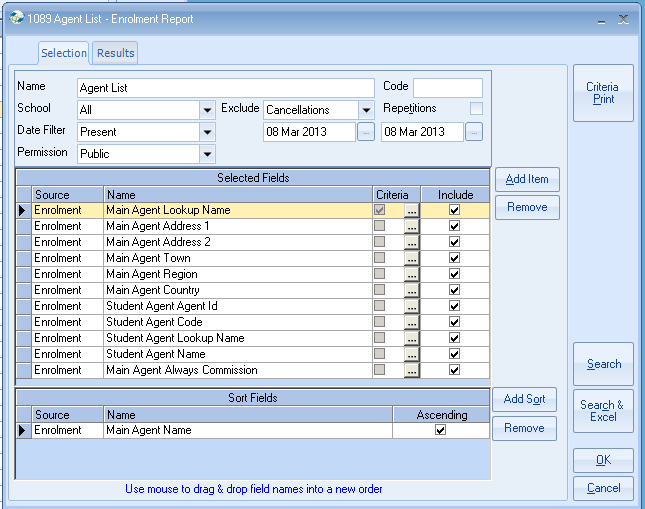 1089 Agent List - Enrolment Report
Selection Results
Name Agent List Code
School All Exclude Cancellations Repetitions
Date Filter Present 08 Mar 2013 ... 08 Mar 2013 ...
Permission Public
Criteria
Print
Selected Fields
Source Name Criteria Include
Enrolment Main Agent Lookup Name ...
Enrolment Main Agent Address 1 ...
Enrolment Main Agent Address 2 ...
Enrolment Main Agent Town ...
Enrolment Main Agent Region ...
Enrolment Main Agent Country ...
Enrolment Student Agent Agent Id ...
Enrolment Student Agent Code ...
Enrolment Student Agent Lookup Name ...
Enrolment Student Agent Name ...
Enrolment Main Agent Always Commission ...
Add Item
Remove
Sort Fields
Source Name Ascending
Enrolment Main Agent Name
Add Sort
Remove
Use mouse to drag & drop field names into a new order
Search
Search &
Excel
OK
Cancel